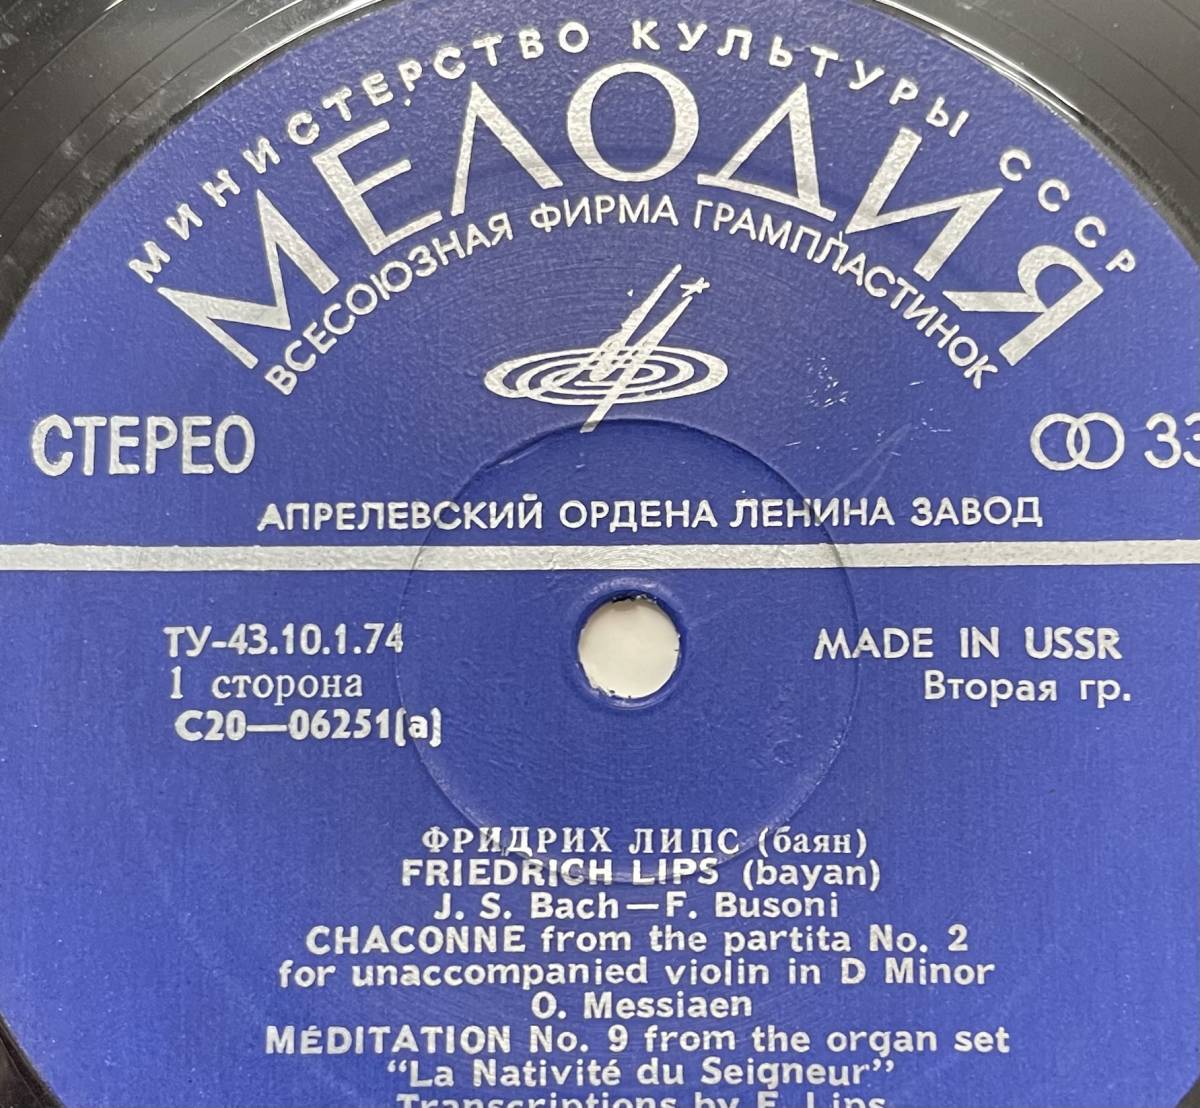 МИНИСТЕРСТВО КУЛЬТУРЫ СССР
МЕЛОДИЯ
ВСЕСОЮЗНАЯ ФИРМА ГРАМПЛАСТИНОК
СТЕРЕО
33
АПРЕЛЕВСКИЙ ОРДЕНА ЛЕНИНА ЗАВОД
ТУ-43.10.1.74
MADE IN USSR
1 сторона
Вторая гр.
С20—06251(а)
ФРИДРИХ ЛИПС (баян)
FRIEDRICH LIPS (bayan)
J. S. Bach—F. Busoni
CHACONNE from the partita No. 2
for unaccompanied violin in D Minor
O. Messiaen
MÉDITATION No. 9 from the organ set
“La Nativité du Seigneur”
Transcriptions by F. Lips